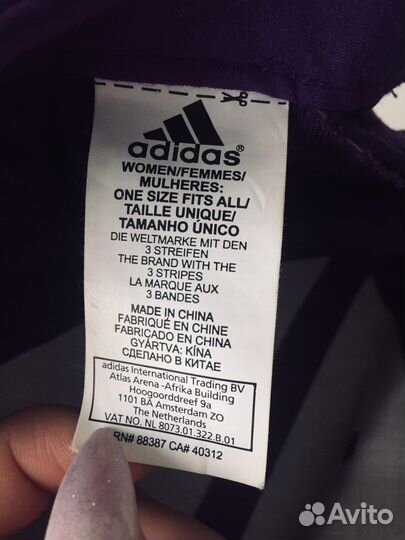 adidas®
WOMEN/FEMMES/
MULHERES:
ONE SIZE FITS ALL/
TAILLE UNIQUE/
TAMANHO ÚNICO
DIE WELTMARKE MIT DEN
3 STREIFEN
THE BRAND WITH THE
3 STRIPES
LA MARQUE AUX
3 BANDES
MADE IN CHINA
FABRIQUÉ EN CHINE
FABRICADO EN CHINA
GYÁRTVA: KÍNA
СДЕЛАНО В КИТАЕ
adidas International Trading BV
Atlas Arena -Afrika Building
Hoogoorddreef 9a
1101 BA Amsterdam ZO
The Netherlands
VAT NO. NL 8073.01.322.B.01
RN# 88387 CA# 40312
Avito